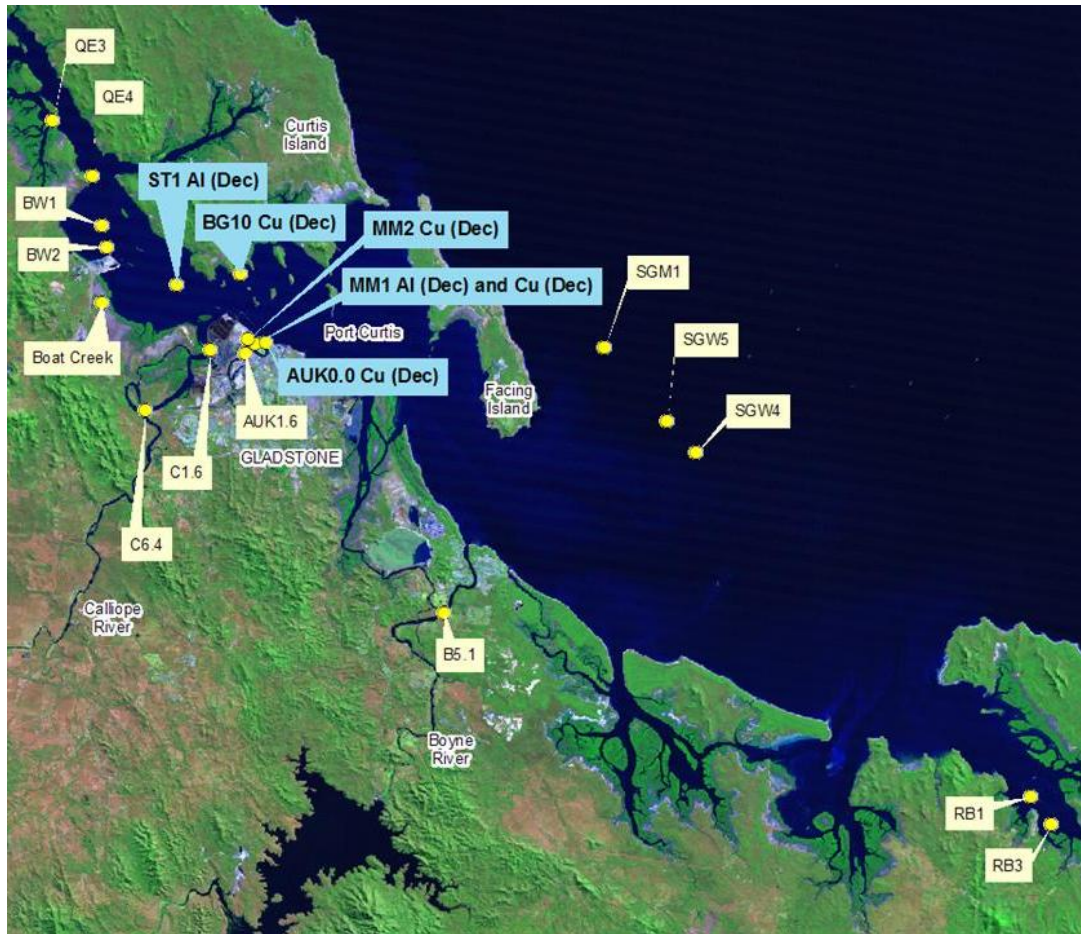 QE3
QE4
Curtis
Island
ST1 Al (Dec)
BW1
BG10 Cu (Dec)
MM2 Cu (Dec)
BW2
MM1 Al (Dec) and Cu (Dec)
SGM1
Port Curtis
SGW5
Boat Creek
AUK0.0 Cu (Dec)
Facing
Island
SGW4
AUK1.6
GLADSTONE
C1.6
C6.4
Calliope
River
B5.1
Boyne
River
RB1
RB3